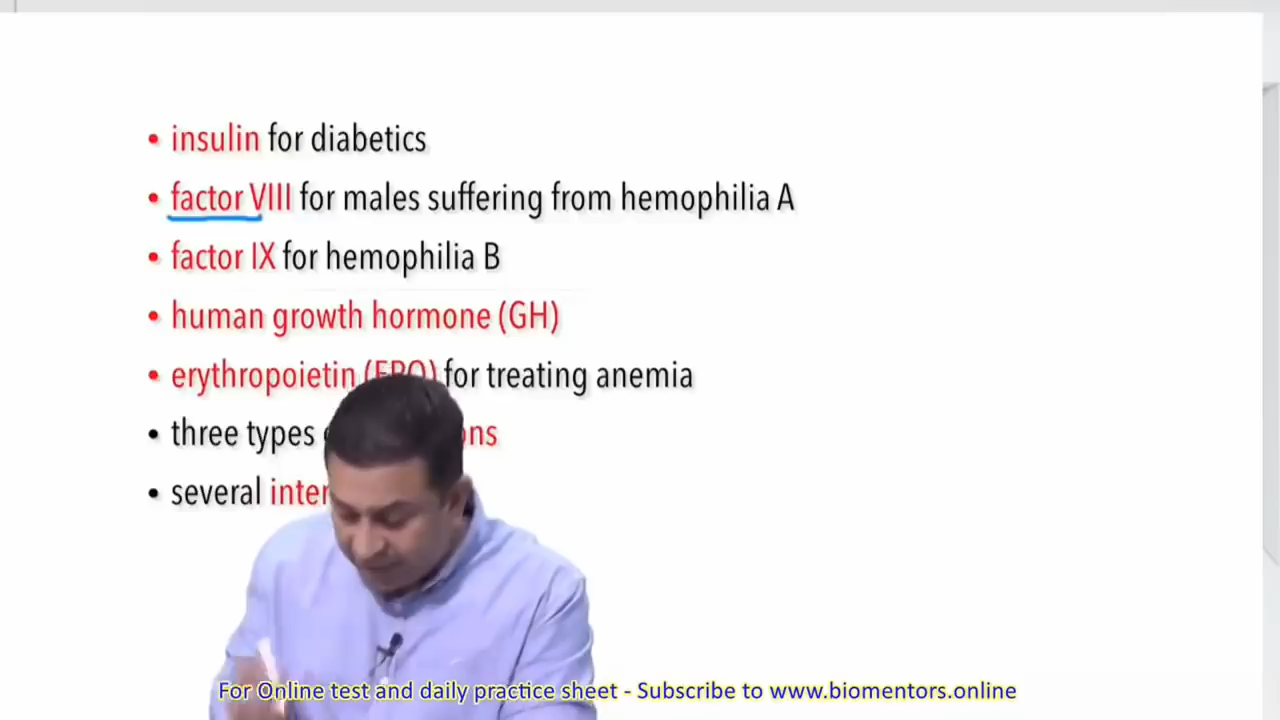 • insulin for diabetics
• factor VIII for males suffering from hemophilia A
• factor IX for hemophilia B
• human growth hormone (GH)
• erythropoietin (EPO) for treating anemia
• three types
• several
For Online test and daily practice sheet - Subscribe to www.biomentors.online